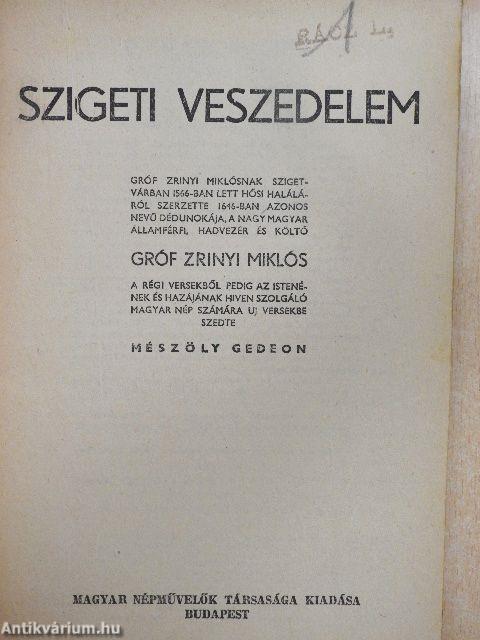 SZIGETI VESZEDELEM
GRÓF ZRINYI MIKLÓSNAK SZIGET-
VÁRBAN 1566-BAN LETT HŐSI HALÁLÁ-
RÓL SZERZETTE 1646-BAN AZONOS
NEVŰ DÉDUNOKÁJA, A NAGY MAGYAR
ÁLLAMFÉRFI, HADVEZÉR ÉS KÖLTŐ
GRÓF ZRINYI MIKLÓS
A RÉGI VERSEKBŐL PEDIG AZ ISTENÉ-
NEK ÉS HAZÁJÁNAK HIVEN SZOLGÁLÓ
MAGYAR NÉP SZÁMÁRA UJ VERSEKBE
SZEDTE
MÉSZÖLY GEDEON
MAGYAR NÉPMŰVELŐK TÁRSASÁGA KIADÁSA
BUDAPEST
Antikvárium.hu